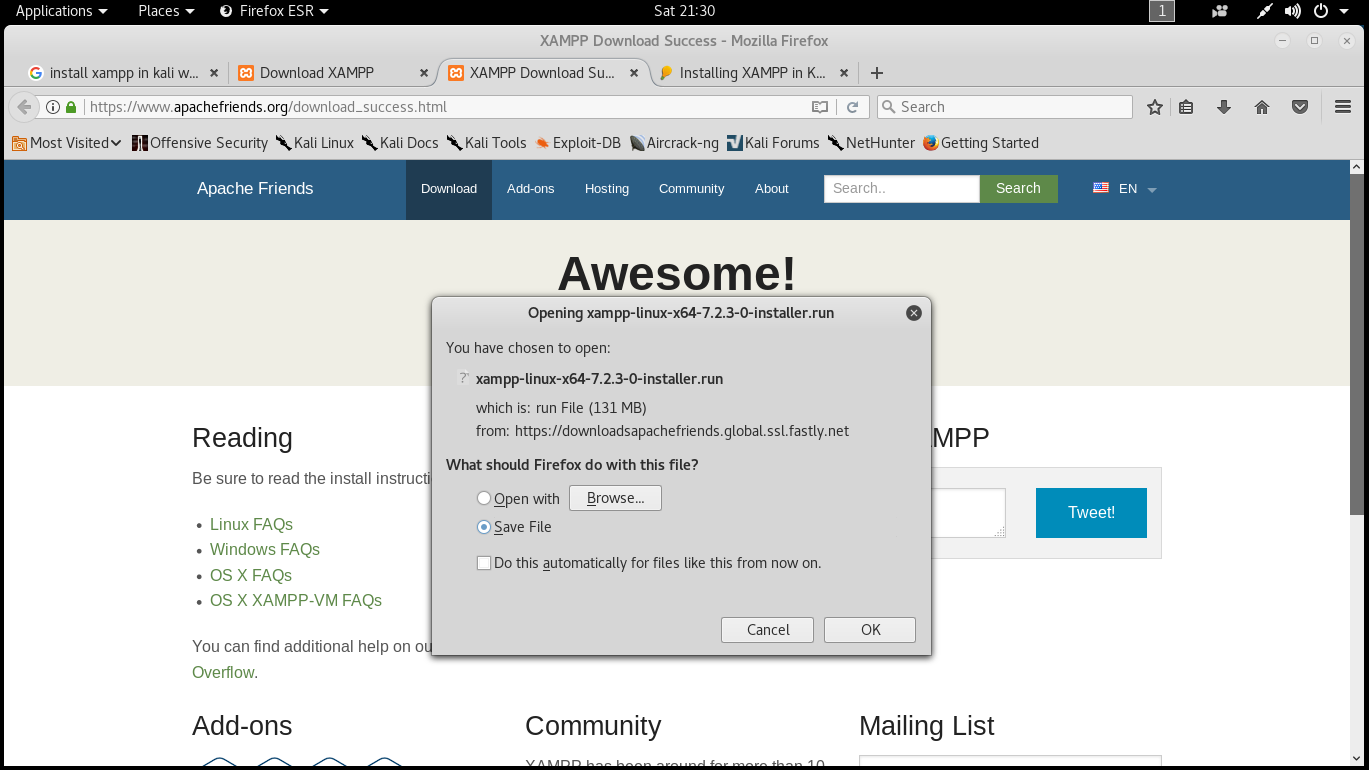 Applications Places Firefox ESR Sat 21:30 1
XAMPP Download Success - Mozilla Firefox
install xampp in kali w... Download XAMPP XAMPP Download Su... Installing XAMPP in K...
https://www.apachefriends.org/download_success.html Search
Most Visited Offensive Security Kali Linux Kali Docs Kali Tools Exploit-DB Aircrack-ng Kali Forums NetHunter Getting Started
Apache Friends Download Add-ons Hosting Community About Search.. Search EN
Awesome!
Opening xampp-linux-x64-7.2.3-0-installer.run
You have chosen to open:
? xampp-linux-x64-7.2.3-0-installer.run
which is: run File (131 MB)
from: https://downloadsapachefriends.global.ssl.fastly.net
What should Firefox do with this file?
Open with Browse...
Save File
Do this automatically for files like this from now on.
Cancel OK
Reading
Be sure to read the install
Linux FAQs
Windows FAQs
OS X FAQs
OS X XAMPP-VM FAQs
You can find additional help on
Overflow.
MPP
Tweet!
Add-ons
Community
XAMPP has been around for more than 10
Mailing List